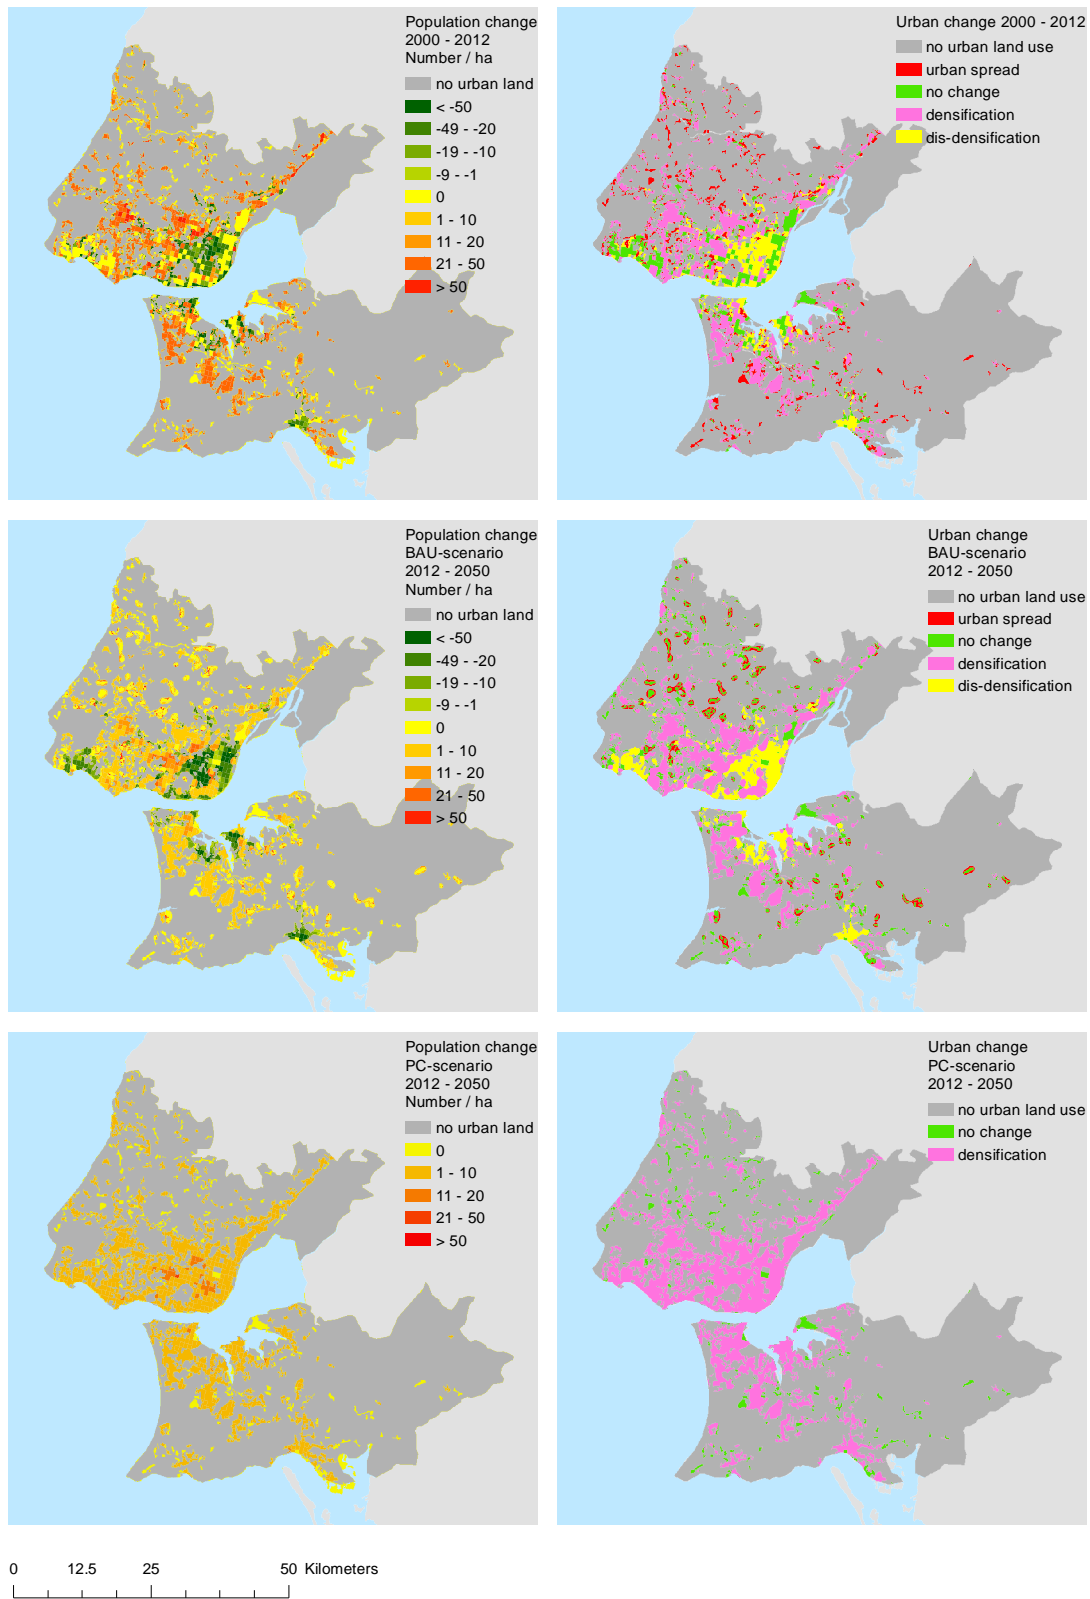 Population change
2000 - 2012
Number / ha
no urban land
< -50
-49 - -20
-19 - -10
-9 - -1
0
1 - 10
11 - 20
21 - 50
> 50
Urban change 2000 - 2012
no urban land use
urban spread
no change
densification
dis-densification
Population change
BAU-scenario
2012 - 2050
Number / ha
no urban land
< -50
-49 - -20
-19 - -10
-9 - -1
0
1 - 10
11 - 20
21 - 50
> 50
Urban change
BAU-scenario
2012 - 2050
no urban land use
urban spread
no change
densification
dis-densification
Population change
PC-scenario
2012 - 2050
Number / ha
no urban land
0
1 - 10
11 - 20
21 - 50
> 50
Urban change
PC-scenario
2012 - 2050
no urban land use
no change
densification
0 12.5 25 50 Kilometers